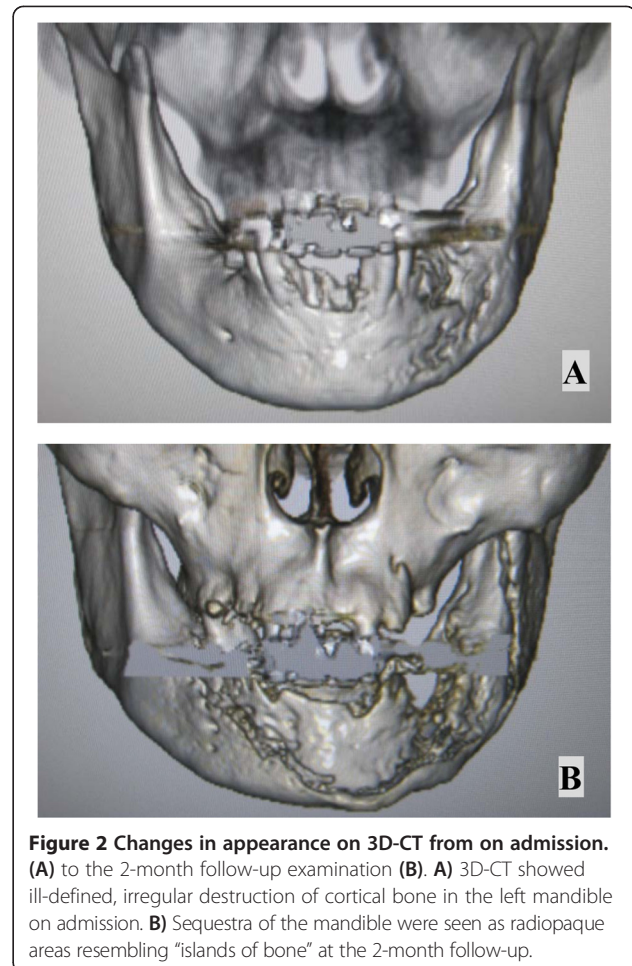 A
B
Figure 2 Changes in appearance on 3D-CT from on admission.
(A) to the 2-month follow-up examination (B). A) 3D-CT showed
ill-defined, irregular destruction of cortical bone in the left mandible
on admission. B) Sequestra of the mandible were seen as radiopaque
areas resembling “islands of bone” at the 2-month follow-up.